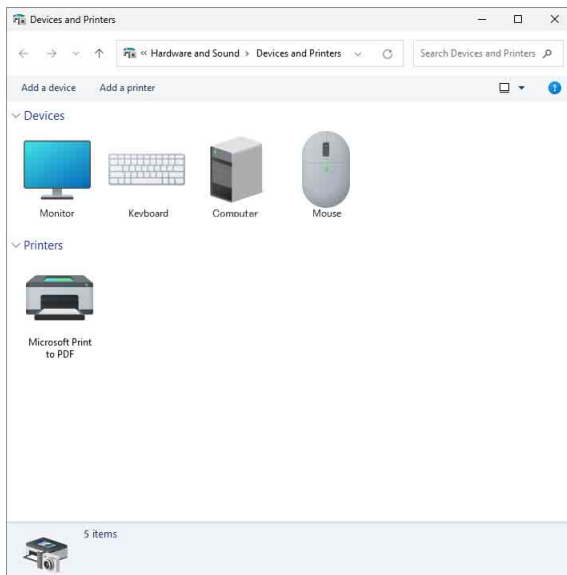 Devices and Printers
« Hardware and Sound > Devices and Printers
Search Devices and Printers
Add a device Add a printer
?
Devices
Monitor Keyboard Computer Mouse
Printers
Microsoft Print
to PDF
5 items